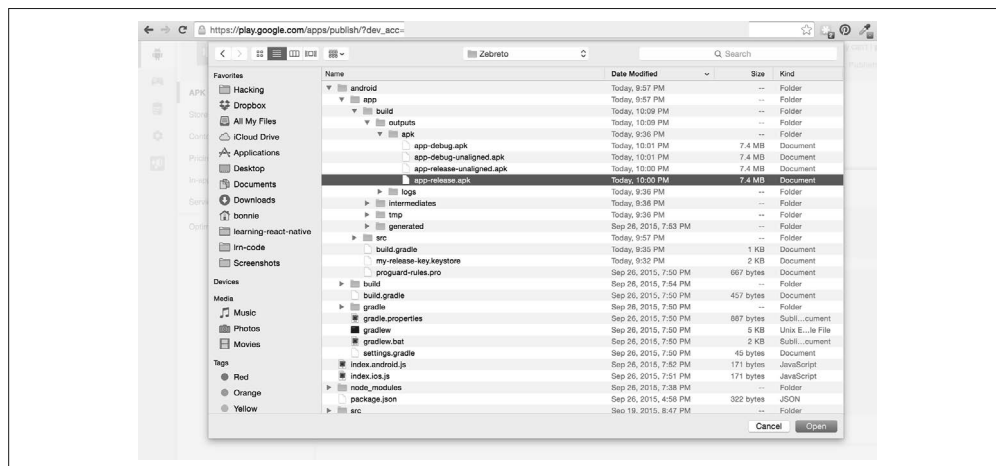 https://play.google.com/apps/publish/?dev_acc=
Zebreto
Search
APK
Favorites
Hacking
Dropbox
All My Files
iCloud Drive
Applications
Desktop
Documents
Downloads
bonnie
learning-react-native
lrn-code
Screenshots
Devices
Media
Music
Photos
Movies
Tags
Red
Orange
Yellow
Name Date Modified Size Kind
android Today, 9:57 PM -- Folder
app Today, 9:57 PM -- Folder
build Today, 10:09 PM -- Folder
outputs Today, 10:09 PM -- Folder
apk Today, 9:36 PM -- Folder
app-debug.apk Today, 10:01 PM 7.4 MB Document
app-debug-unaligned.apk Today, 10:01 PM 7.4 MB Document
app-release-unaligned.apk Today, 10:00 PM 7.4 MB Document
app-release.apk Today, 10:00 PM 7.4 MB Document
logs Today, 9:36 PM -- Folder
intermediates Today, 9:36 PM -- Folder
tmp Today, 9:36 PM -- Folder
generated Sep 26, 2015, 7:53 PM -- Folder
src Today, 9:57 PM -- Folder
build.gradle Today, 9:35 PM 1 KB Document
my-release-key.keystore Today, 9:32 PM 2 KB Document
proguard-rules.pro Sep 26, 2015, 7:50 PM 667 bytes Document
build Sep 26, 2015, 7:54 PM -- Folder
build.gradle Sep 26, 2015, 7:50 PM 457 bytes Document
gradle Sep 26, 2015, 7:50 PM -- Folder
gradle.properties Sep 26, 2015, 7:50 PM 887 bytes Subli...cument
gradlew Sep 26, 2015, 7:50 PM 5 KB Unix E...le File
gradlew.bat Sep 26, 2015, 7:50 PM 2 KB Subli...cument
settings.gradle Sep 26, 2015, 7:50 PM 45 bytes Document
index.android.js Sep 26, 2015, 7:52 PM 171 bytes JavaScript
index.ios.js Sep 26, 2015, 7:51 PM 171 bytes JavaScript
node_modules Sep 26, 2015, 7:38 PM -- Folder
package.json Sep 26, 2015, 4:58 PM 322 bytes JSON
src Sep 19, 2015, 8:47 PM -- Folder
Cancel Open